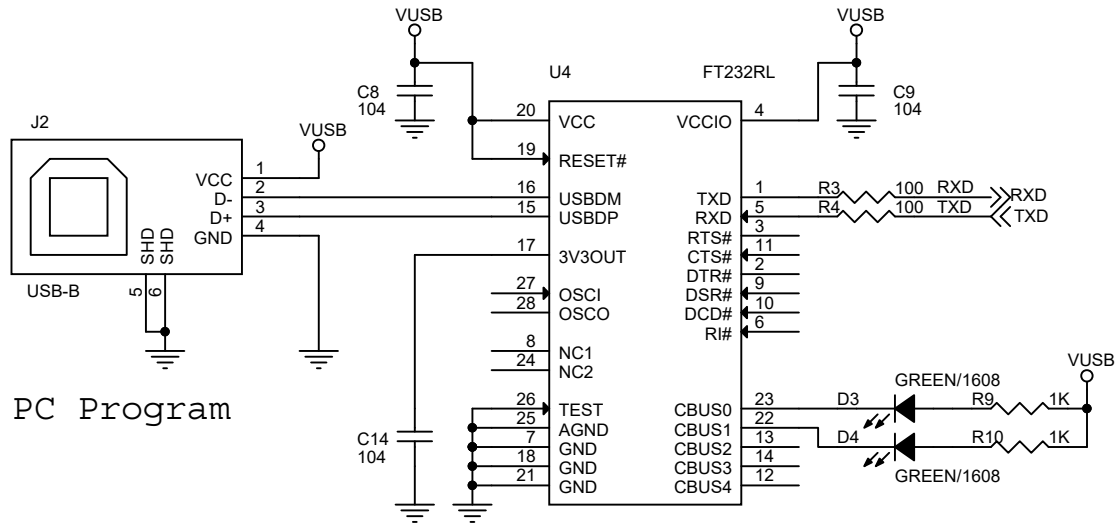 VUSB
VUSB
U4
FT232RL
C8
104
C9
104
J2
VUSB
20
VCC
VCCIO
4
19
RESET#
1
VCC
2
D-
3
D+
4
GND
SHD
SHD
5
6
USB-B
16
USBDM
15
USBDP
17
3V3OUT
27
OSCI
28
OSCO
8
NC1
24
NC2
26
TEST
25
AGND
7
GND
18
GND
21
GND
TXD
1
R3
100
RXD
RXD
RXD
5
R4
100
TXD
TXD
RTS#
3
CTS#
11
DTR#
2
DSR#
9
DCD#
10
RI#
6
VUSB
GREEN/1608
CBUS0
23
D3
R9
1K
CBUS1
22
D4
R10
1K
CBUS2
13
CBUS3
14
GREEN/1608
CBUS4
12
PC Program
C14
104